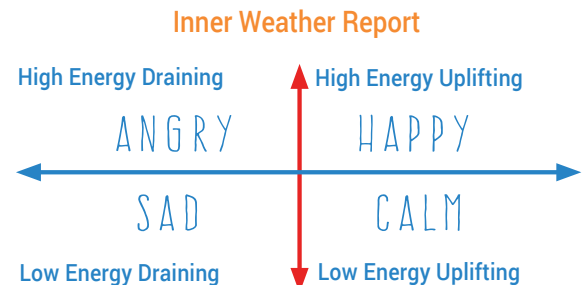 Inner Weather Report
High Energy Draining
High Energy Uplifting
ANGRY
HAPPY
SAD
CALM
Low Energy Draining
Low Energy Uplifting